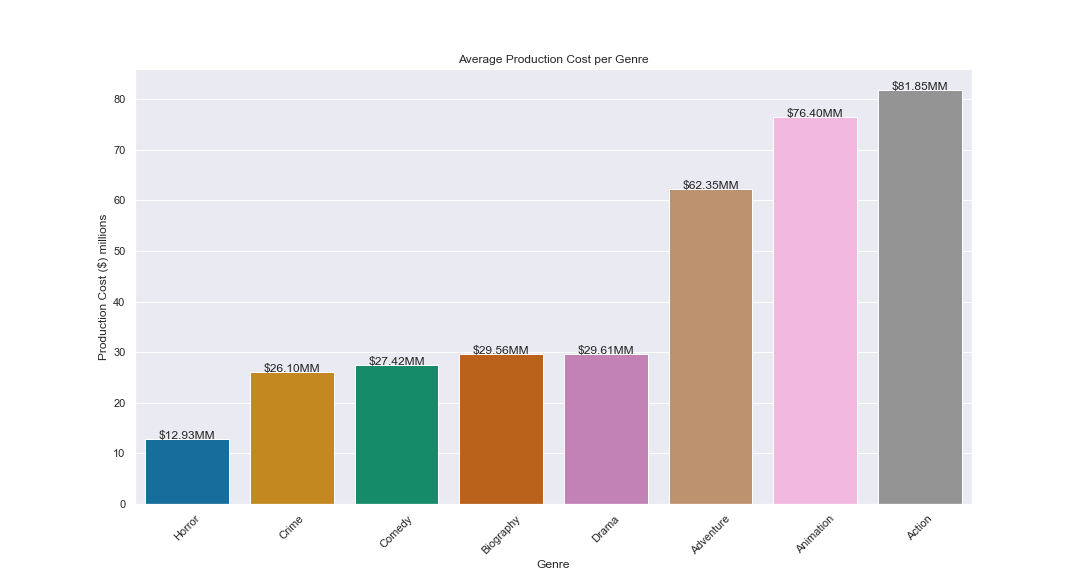 Average Production Cost per Genre
Production Cost ($) millions
80
70
60
50
40
30
20
10
0
$12.93MM
$26.10MM
$27.42MM
$29.56MM
$29.61MM
$62.35MM
$76.40MM
$81.85MM
Horror
Crime
Comedy
Biography
Drama
Adventure
Animation
Action
Genre